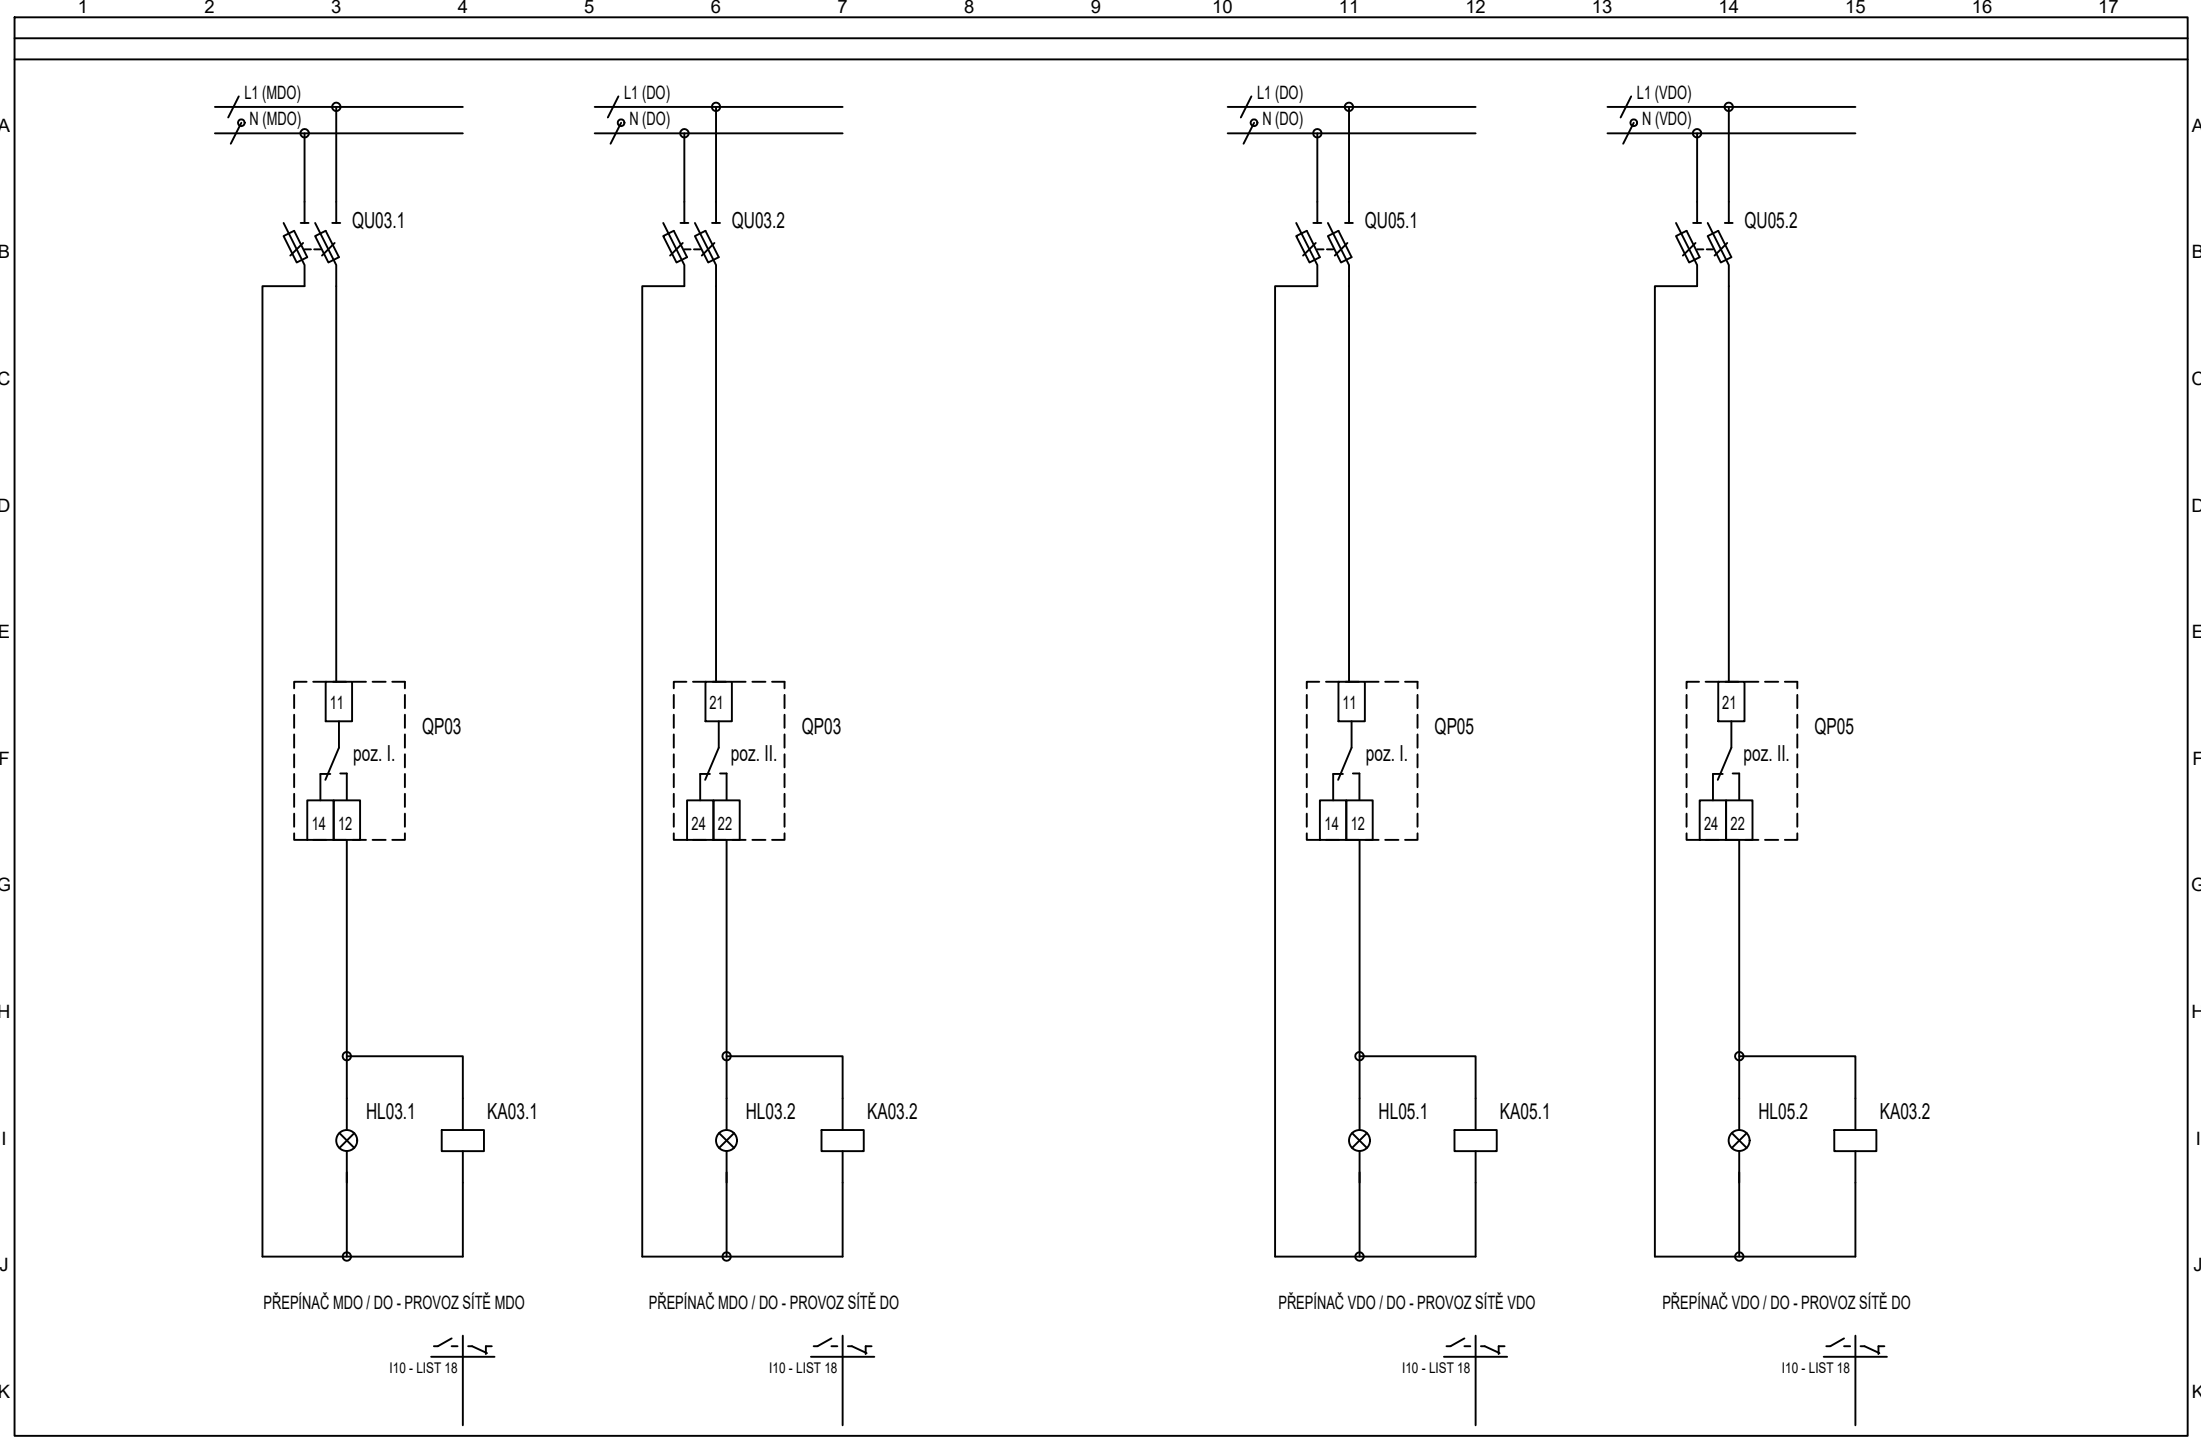 1 2 3 4 5 6 7 8 9 10 11 12 13 14 15 16 17
L1 (MDO) L1 (DO) L1 (DO) L1 (VDO)
A N (MDO) N (DO) N (DO) N (VDO) A
QU03.1 QU03.2 QU05.1 QU05.2
B B
C C
D D
E E
11 21 11 21
QP03 QP03 QP05 QP05
F poz. I. poz. II. poz. I. poz. II. F
14 12 24 22 14 12 24 22
G G
H H
HL03.1 KA03.1 HL03.2 KA03.2 HL05.1 KA05.1 HL05.2 KA03.2
I I
J J
PŘEPÍNAČ MDO / DO - PROVOZ SÍTĚ MDO PŘEPÍNAČ MDO / DO - PROVOZ SÍTĚ DO PŘEPÍNAČ VDO / DO - PROVOZ SÍTĚ VDO PŘEPÍNAČ VDO / DO - PROVOZ SÍTĚ DO
I10 - LIST 18 I10 - LIST 18 I10 - LIST 18 I10 - LIST 18
K K